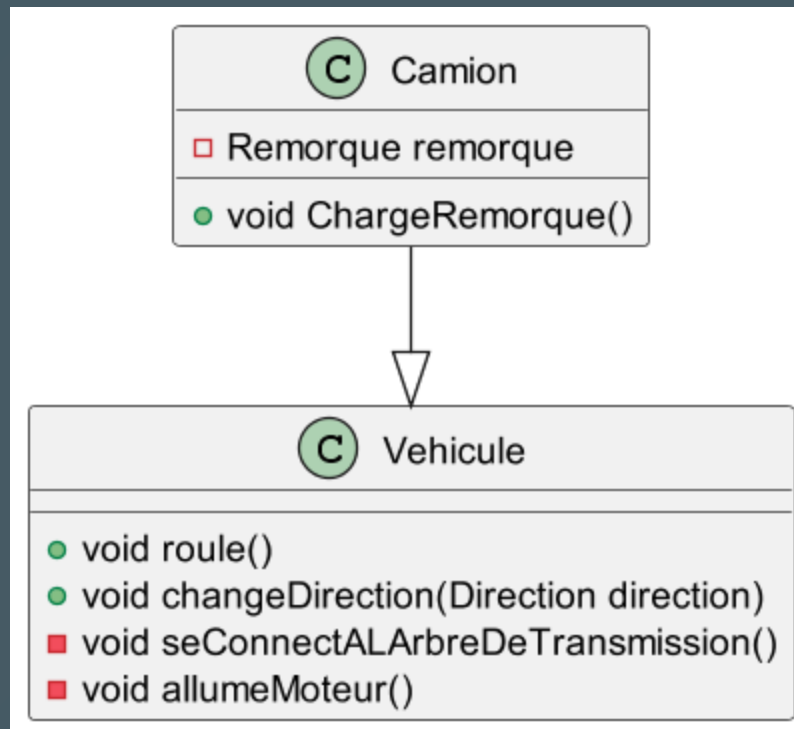 C Camion
Remorque remorque
void ChargeRemorque()
C Vehicule
void roule()
void changeDirection(Direction direction)
void seConnectALArbreDeTransmission()
void allumeMoteur()